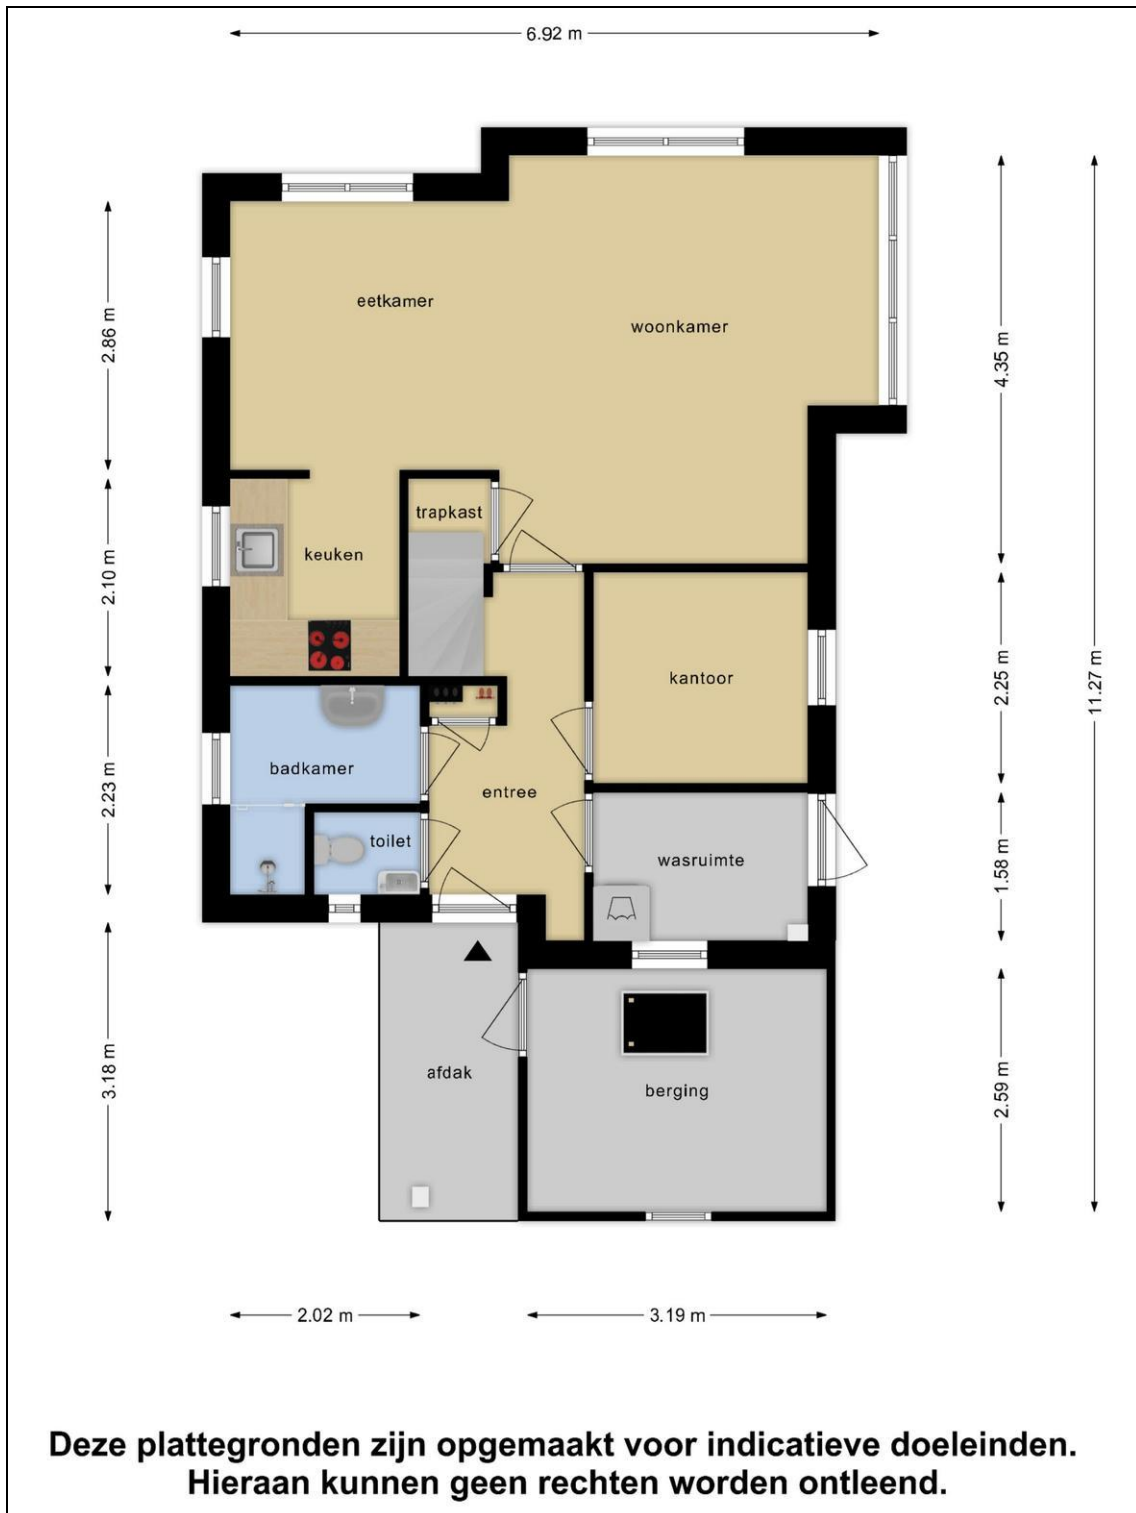 6.92 m
eetkamer
woonkamer
2.86 m
4.35 m
trapkast
keuken
2.10 m
kantoor
2.25 m
11.27 m
badkamer
entree
2.23 m
toilet
wasruimte
1.58 m
afdak
berging
3.18 m
2.59 m
2.02 m
3.19 m
Deze plattegronden zijn opgemaakt voor indicatieve doeleinden.
Hieraan kunnen geen rechten worden ontleend.